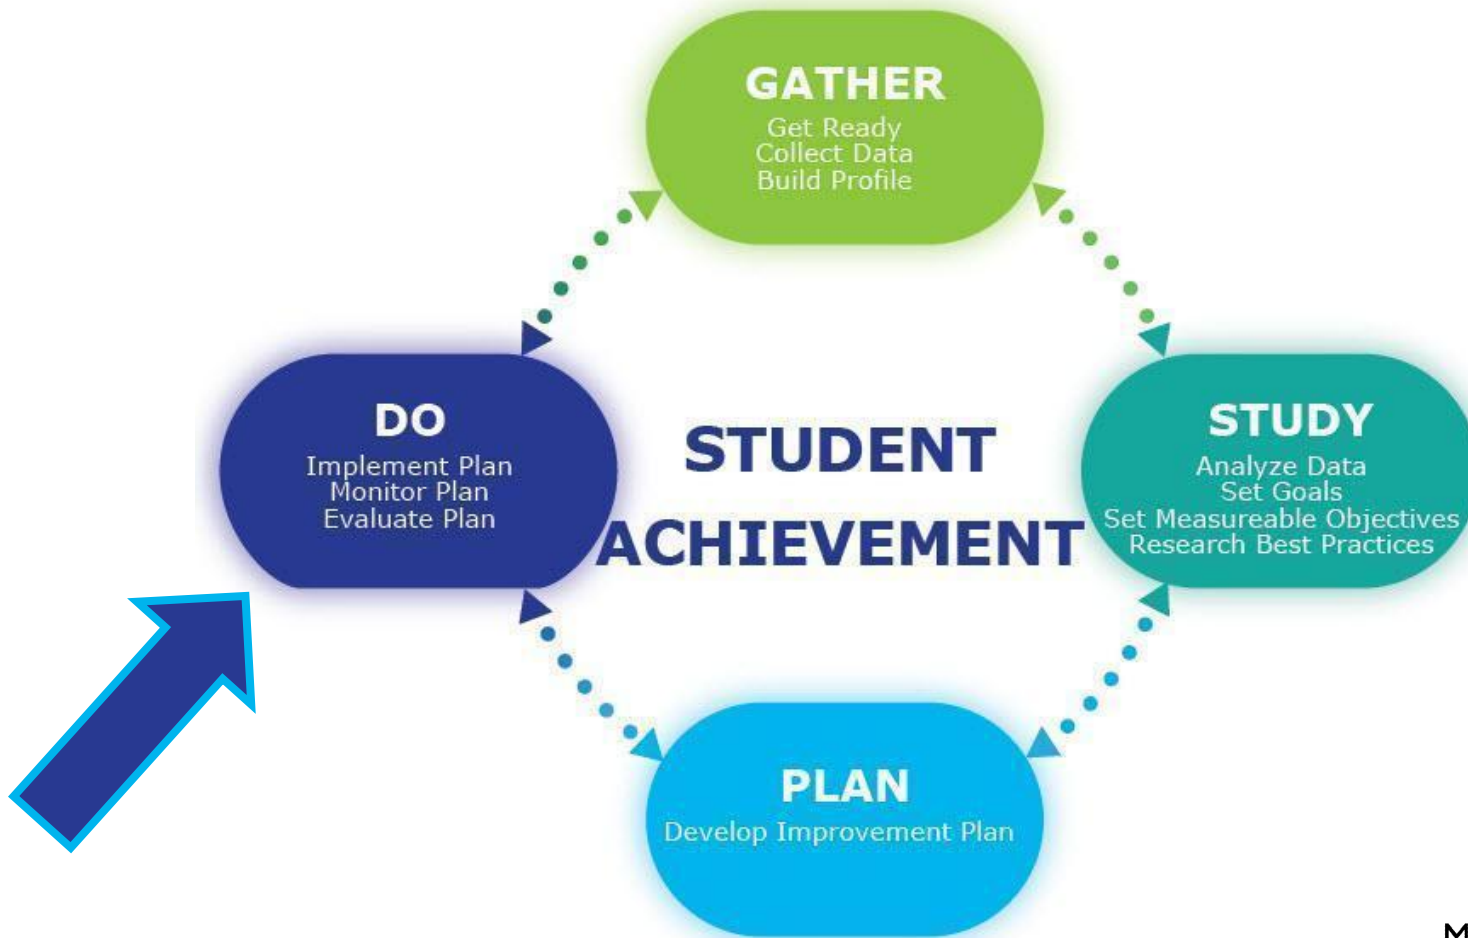 GATHER
Get Ready
Collect Data
Build Profile
DO
Implement Plan
Monitor Plan
Evaluate Plan
STUDENT
ACHIEVEMENT
STUDY
Analyze Data
Set Goals
Set Measureable Objectives
Research Best Practices
PLAN
Develop Improvement Plan